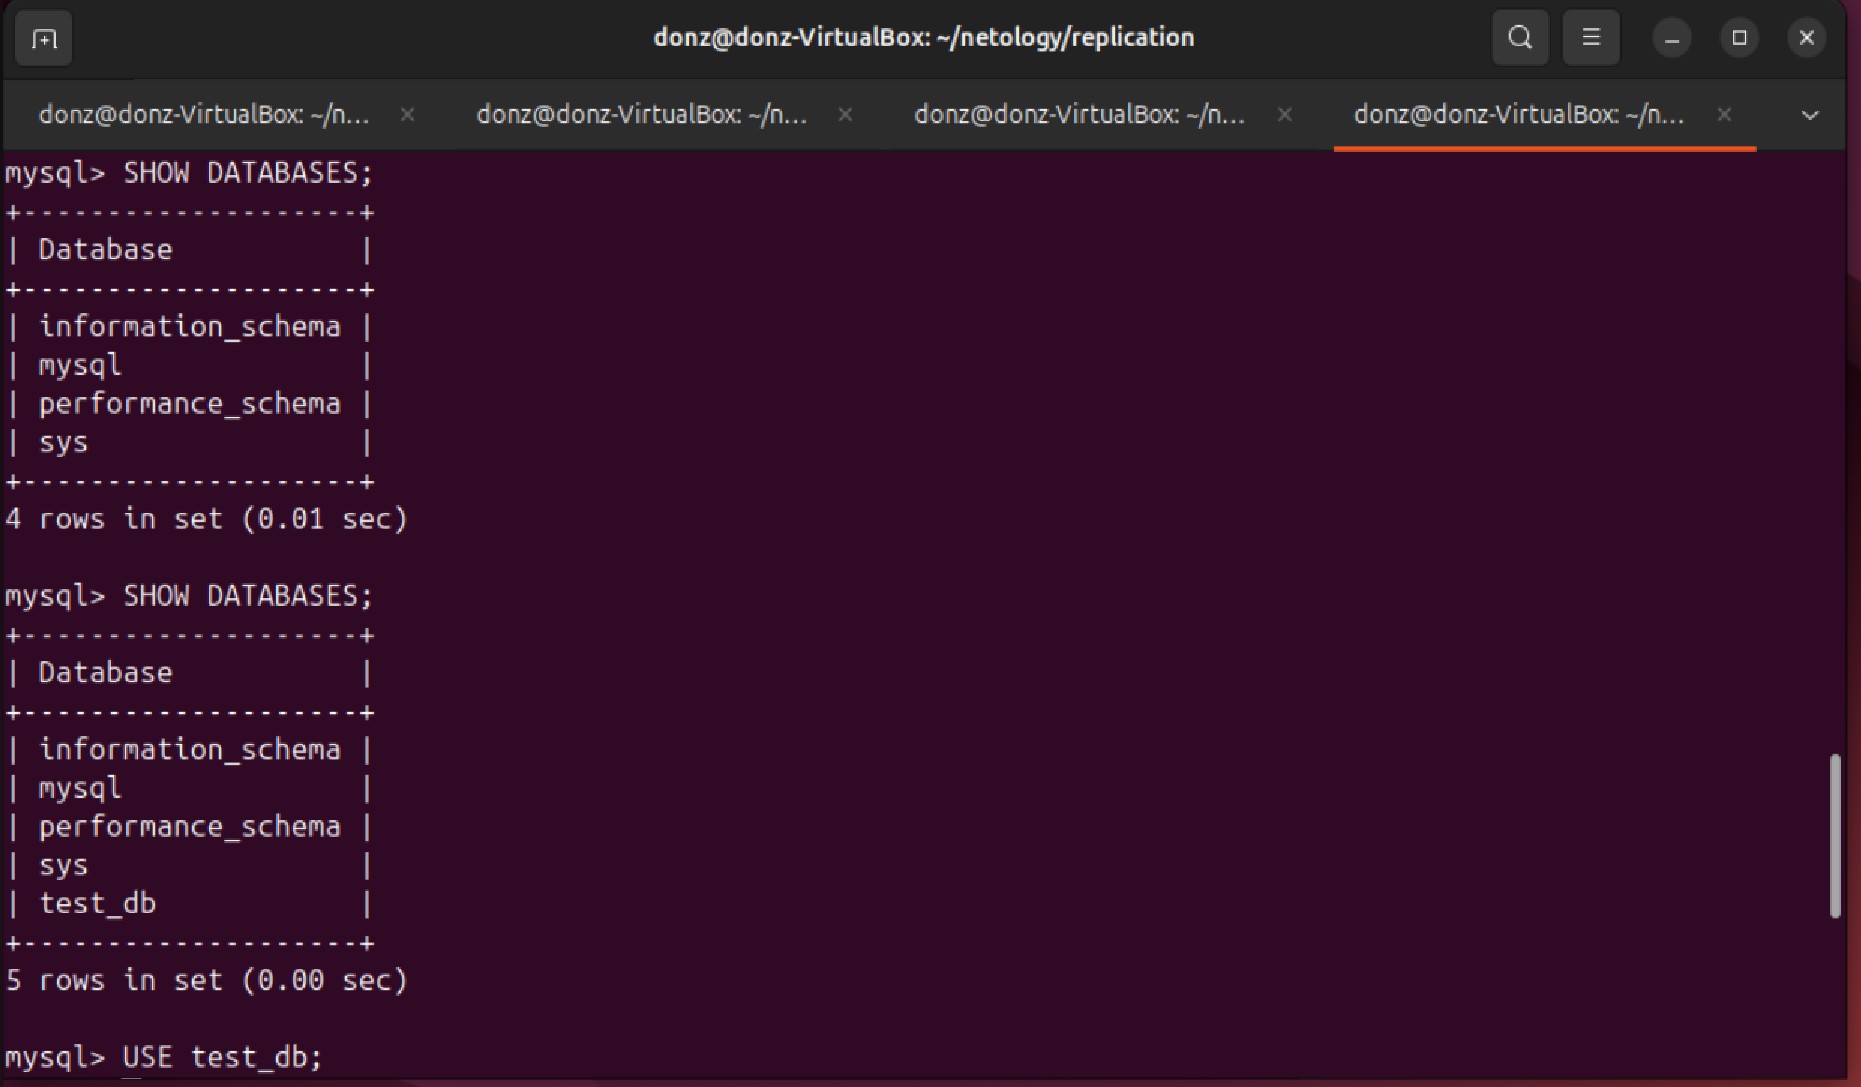 donz@donz-VirtualBox: ~/netology/replication
donz@donz-VirtualBox: ~/n... donz@donz-VirtualBox: ~/n... donz@donz-VirtualBox: ~/n... donz@donz-VirtualBox: ~/n...
mysql> SHOW DATABASES;
+--------------------+
| Database           |
+--------------------+
| information_schema |
| mysql              |
| performance_schema |
| sys                |
+--------------------+
4 rows in set (0.01 sec)

mysql> SHOW DATABASES;
+--------------------+
| Database           |
+--------------------+
| information_schema |
| mysql              |
| performance_schema |
| sys                |
| test_db            |
+--------------------+
5 rows in set (0.00 sec)

mysql> USE test_db;